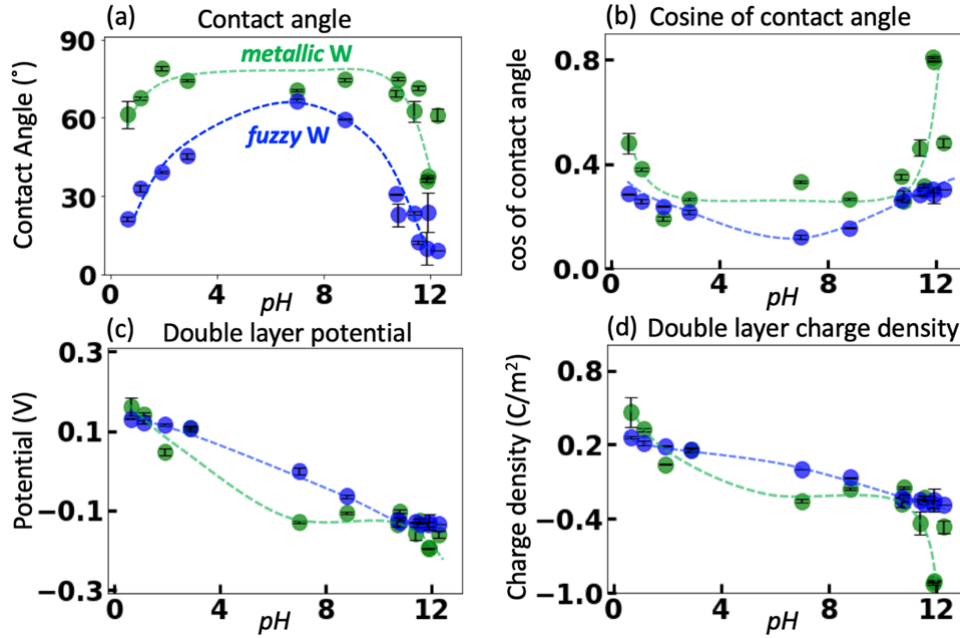 (a) Contact angle
90
60
30
0
Contact Angle (°)
metallic W
fuzzy W
0 4 8 12
pH
(b) Cosine of contact angle
0.8
0.4
0.0
cos of contact angle
0 4 8 12
pH
(c) Double layer potential
0.3
0.1
−0.1
−0.3
Potential (V)
0 4 8 12
pH
(d) Double layer charge density
0.8
0.2
−0.4
−1.0
Charge density (C/m²)
0 4 8 12
pH